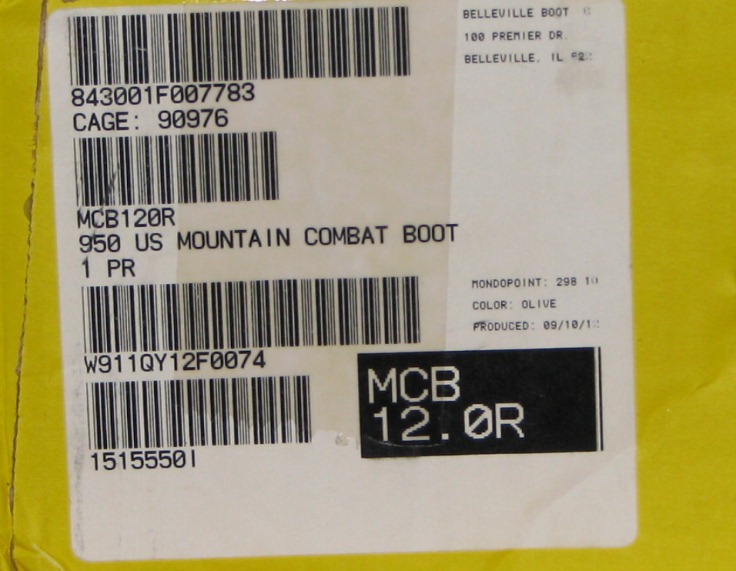 843001F007783
CAGE: 90976
MCB120R
950 US MOUNTAIN COMBAT BOOT
1 PR
W911QY12F0074
1515550I
BELLEVILLE BOOT
100 PREMIER DR.
BELLEVILLE, IL
MONDOPOINT: 298
COLOR: OLIVE
PRODUCED:
MCB
12.0R